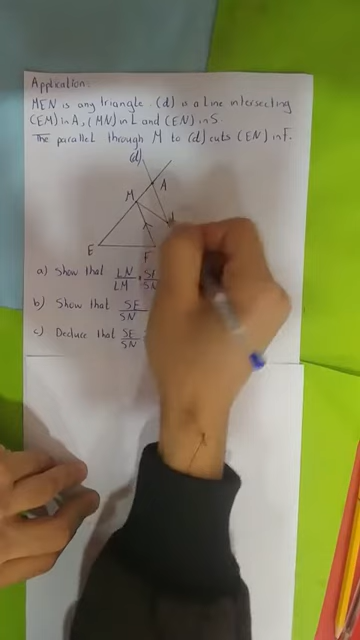 Application:
MEN is any triangle. (d) is a line intersecting
(EM) in A, (MN) in L and (EN) in S.
The parallel through M to (d) cuts (EN) in F.
(d)
A
M
E
F
a) Show that LN/LM
b) Show that SE/SN
c) Deduce that SE/SN